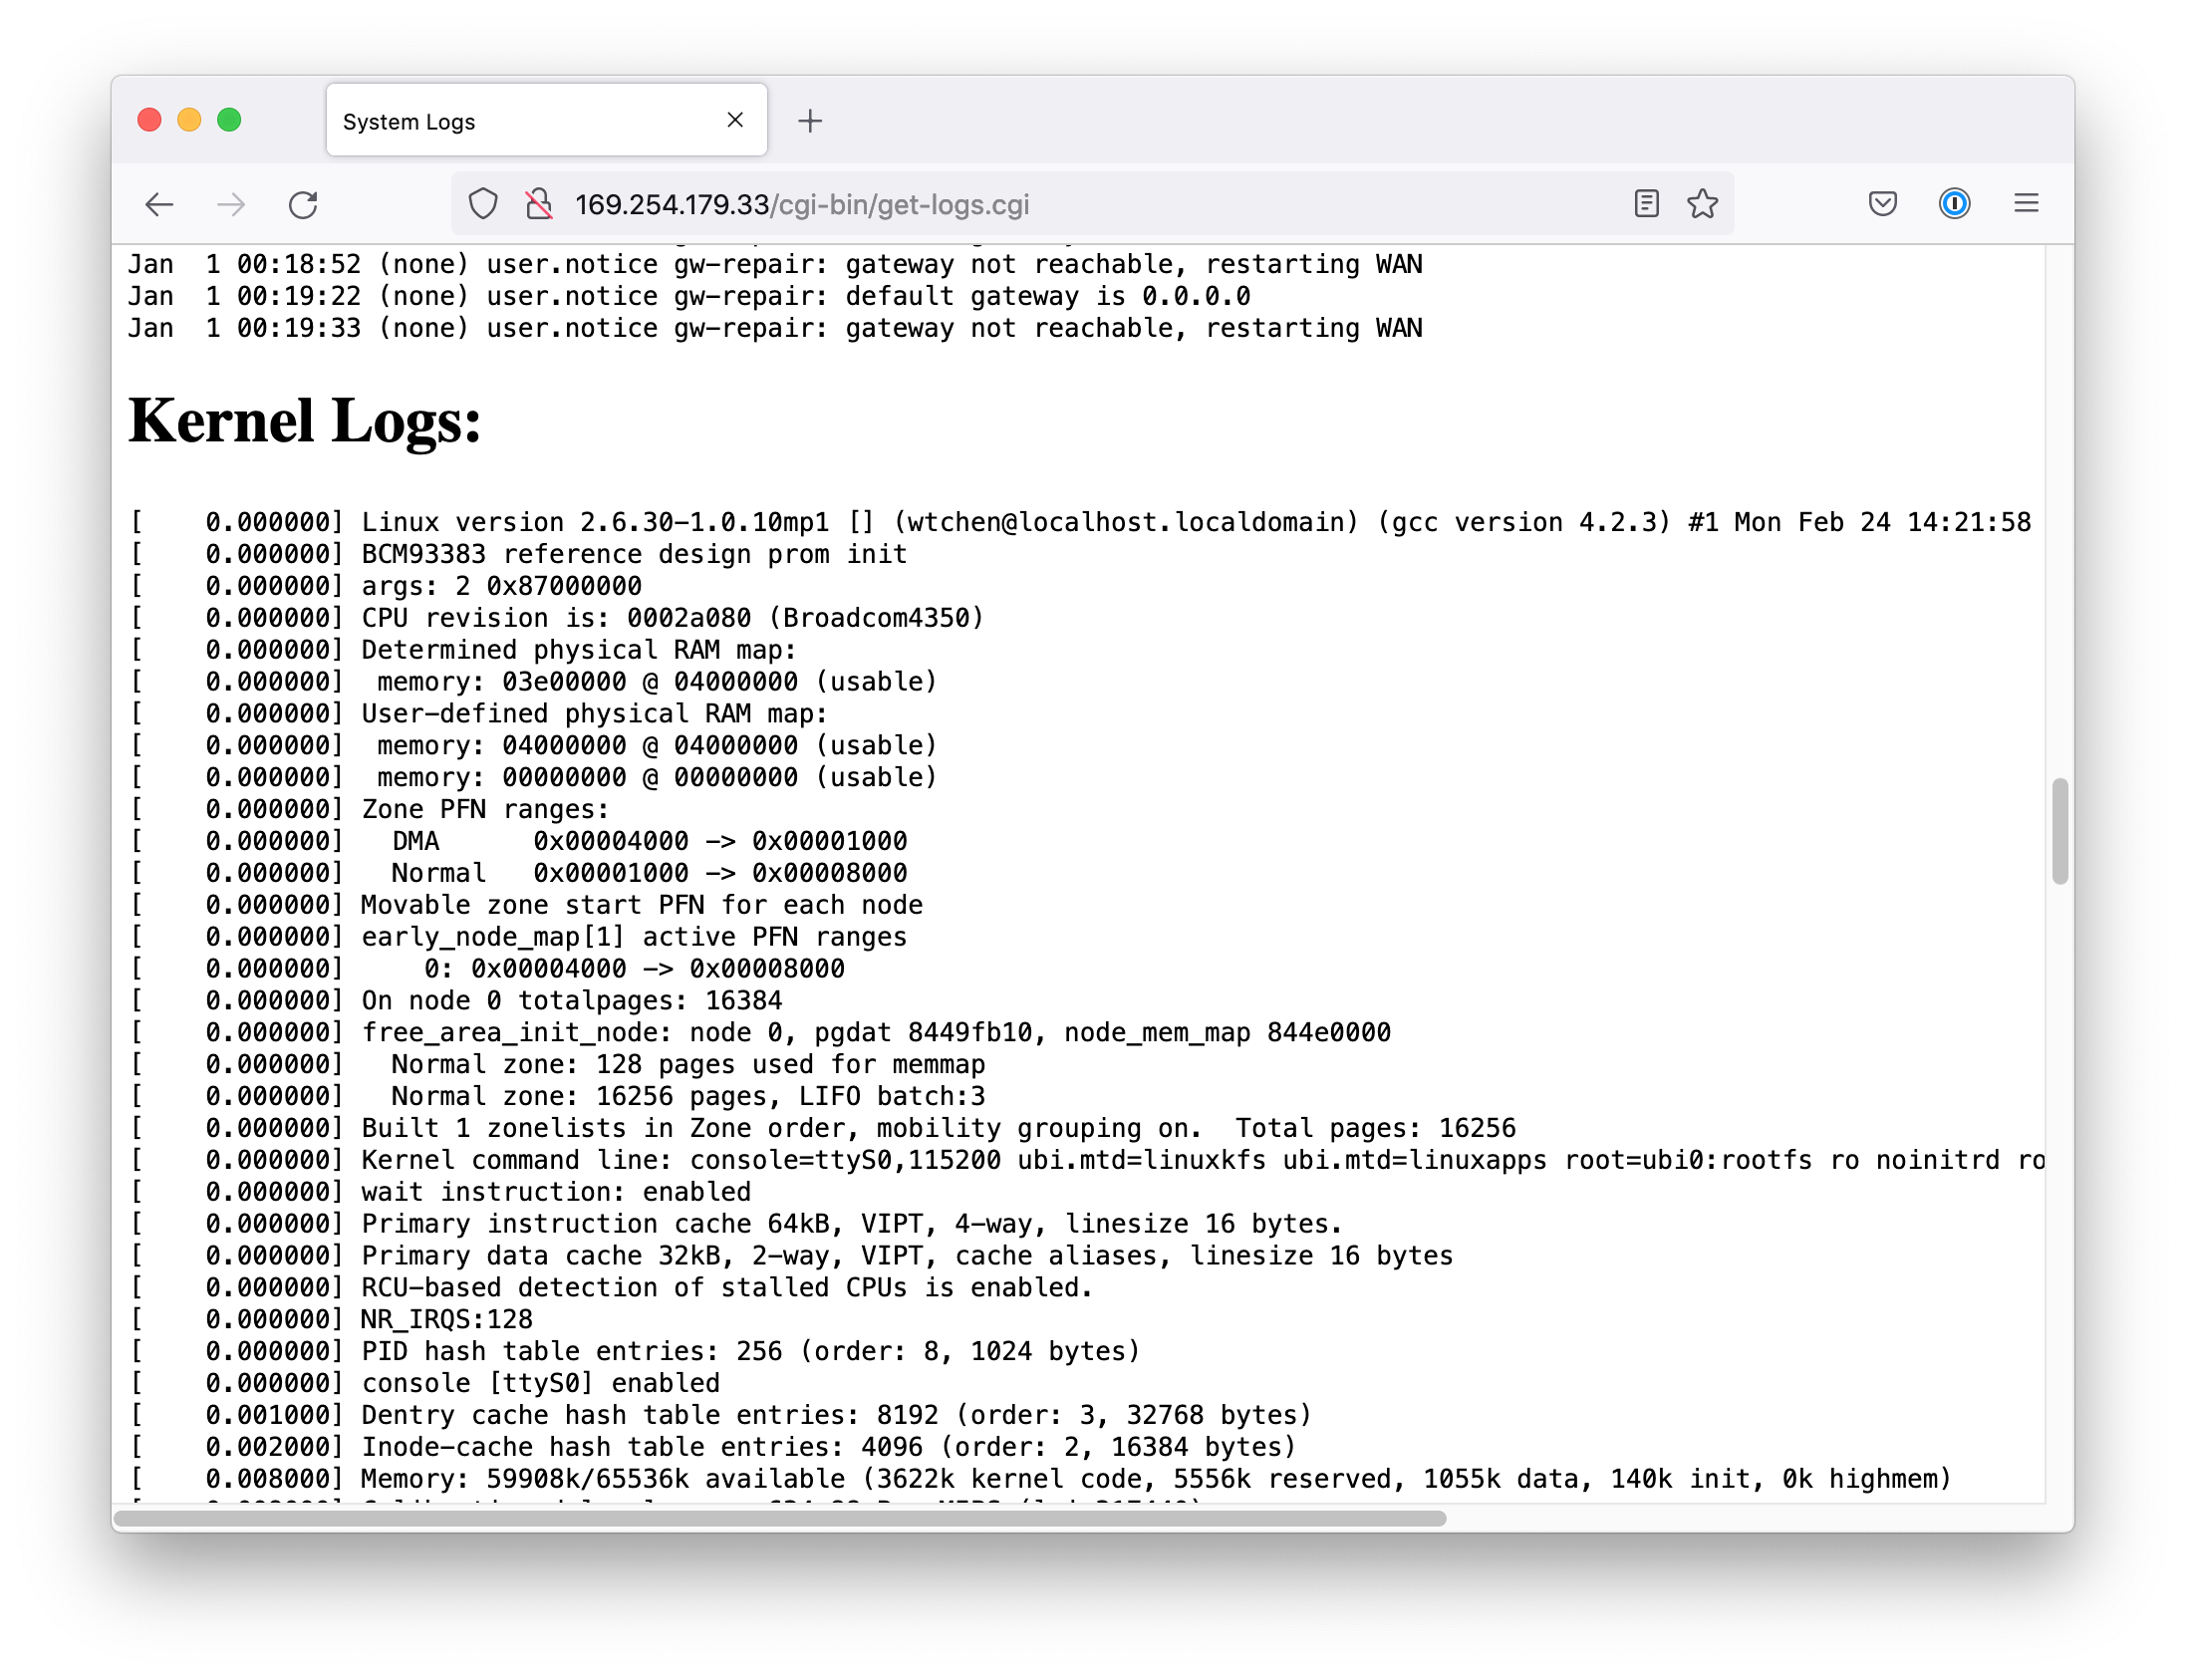 System Logs
169.254.179.33/cgi-bin/get-logs.cgi
Jan  1 00:18:52 (none) user.notice gw-repair: gateway not reachable, restarting WAN
Jan  1 00:19:22 (none) user.notice gw-repair: default gateway is 0.0.0.0
Jan  1 00:19:33 (none) user.notice gw-repair: gateway not reachable, restarting WAN
Kernel Logs:
[    0.000000] Linux version 2.6.30-1.0.10mp1 [] (wtchen@localhost.localdomain) (gcc version 4.2.3) #1 Mon Feb 24 14:21:58
[    0.000000] BCM93383 reference design prom init
[    0.000000] args: 2 0x87000000
[    0.000000] CPU revision is: 0002a080 (Broadcom4350)
[    0.000000] Determined physical RAM map:
[    0.000000]  memory: 03e00000 @ 04000000 (usable)
[    0.000000] User-defined physical RAM map:
[    0.000000]  memory: 04000000 @ 04000000 (usable)
[    0.000000]  memory: 00000000 @ 00000000 (usable)
[    0.000000] Zone PFN ranges:
[    0.000000]   DMA      0x00004000 -> 0x00001000
[    0.000000]   Normal   0x00001000 -> 0x00008000
[    0.000000] Movable zone start PFN for each node
[    0.000000] early_node_map[1] active PFN ranges
[    0.000000]     0: 0x00004000 -> 0x00008000
[    0.000000] On node 0 totalpages: 16384
[    0.000000] free_area_init_node: node 0, pgdat 8449fb10, node_mem_map 844e0000
[    0.000000]   Normal zone: 128 pages used for memmap
[    0.000000]   Normal zone: 16256 pages, LIFO batch:3
[    0.000000] Built 1 zonelists in Zone order, mobility grouping on.  Total pages: 16256
[    0.000000] Kernel command line: console=ttyS0,115200 ubi.mtd=linuxkfs ubi.mtd=linuxapps root=ubi0:rootfs ro noinitrd ro
[    0.000000] wait instruction: enabled
[    0.000000] Primary instruction cache 64kB, VIPT, 4-way, linesize 16 bytes.
[    0.000000] Primary data cache 32kB, 2-way, VIPT, cache aliases, linesize 16 bytes
[    0.000000] RCU-based detection of stalled CPUs is enabled.
[    0.000000] NR_IRQS:128
[    0.000000] PID hash table entries: 256 (order: 8, 1024 bytes)
[    0.000000] console [ttyS0] enabled
[    0.001000] Dentry cache hash table entries: 8192 (order: 3, 32768 bytes)
[    0.002000] Inode-cache hash table entries: 4096 (order: 2, 16384 bytes)
[    0.008000] Memory: 59908k/65536k available (3622k kernel code, 5556k reserved, 1055k data, 140k init, 0k highmem)